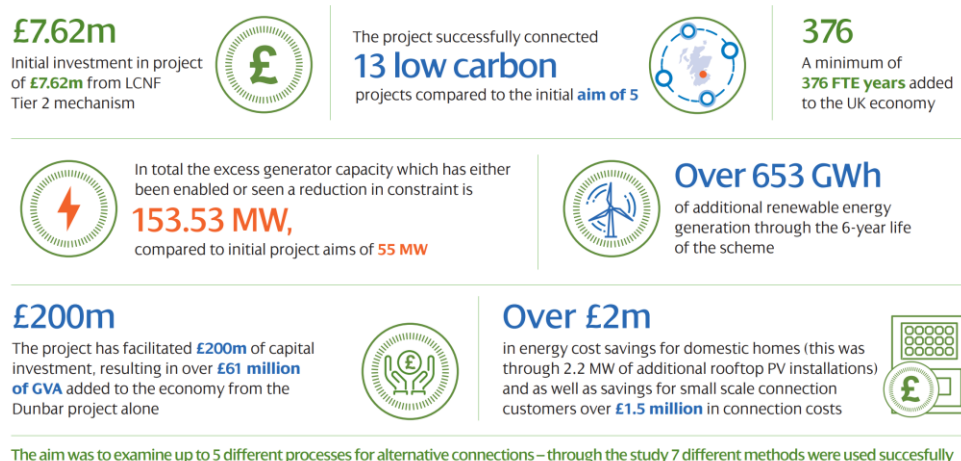 £7.62m
Initial investment in project
of £7.62m from LCNF
Tier 2 mechanism
£
The project successfully connected
13 low carbon
projects compared to the initial aim of 5
376
A minimum of
376 FTE years added
to the UK economy
In total the excess generator capacity which has either
been enabled or seen a reduction in constraint is
153.53 MW,
compared to initial project aims of 55 MW
Over 653 GWh
of additional renewable energy
generation through the 6-year life
of the scheme
£200m
The project has facilitated £200m of capital
investment, resulting in over £61 million
of GVA added to the economy from the
Dunbar project alone
£
Over £2m
in energy cost savings for domestic homes (this was
through 2.2 MW of additional rooftop PV installations)
and as well as savings for small scale connection
customers over £1.5 million in connection costs
£
The aim was to examine up to 5 different processes for alternative connections – through the study 7 different methods were used succesfully